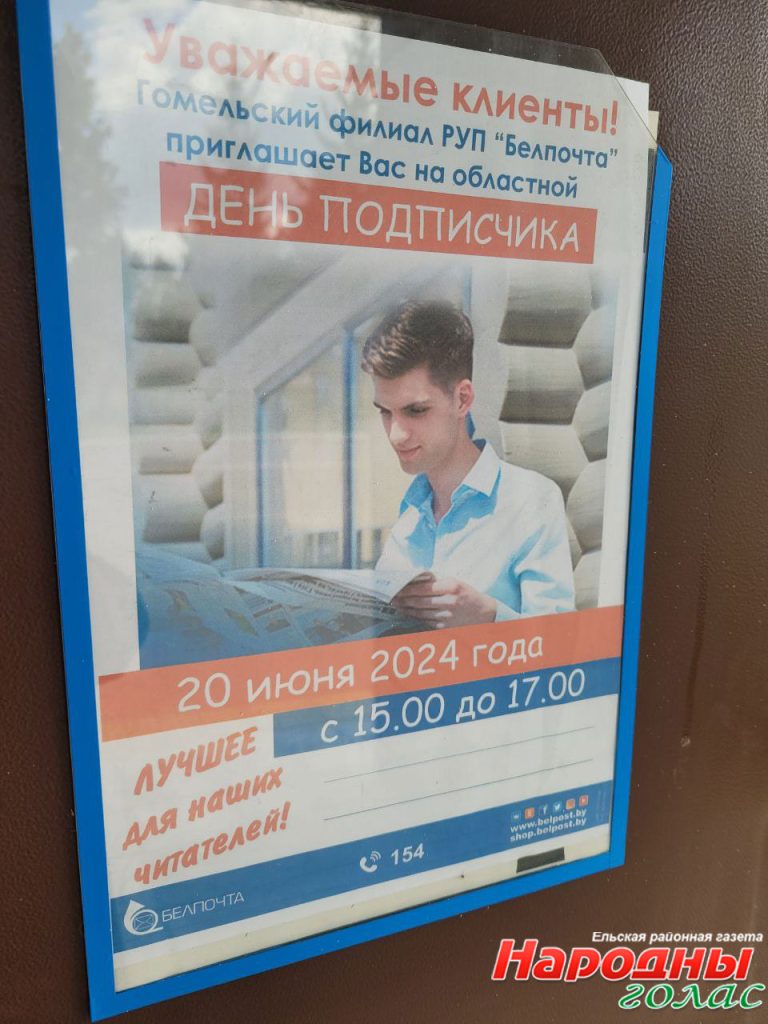 Уважаемые клиенты!
Гомельский филиал РУП "Белпочта"
приглашает Вас на областной
ДЕНЬ ПОДПИСЧИКА
20 июня 2024 года
с 15.00 до 17.00
ЛУЧШЕЕ
для наших
читателей!
www.belpost.by
shop.belpost.by
154
БЕЛПОЧТА
Ельская районная газета
Народны
голас